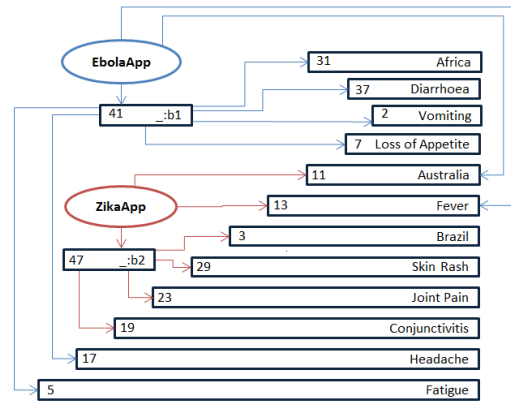 EbolaApp
31 Africa
37 Diarrhoea
41 _:b1
2 Vomiting
7 Loss of Appetite
11 Australia
ZikaApp
13 Fever
3 Brazil
47 _:b2
29 Skin Rash
23 Joint Pain
19 Conjunctivitis
17 Headache
5 Fatigue